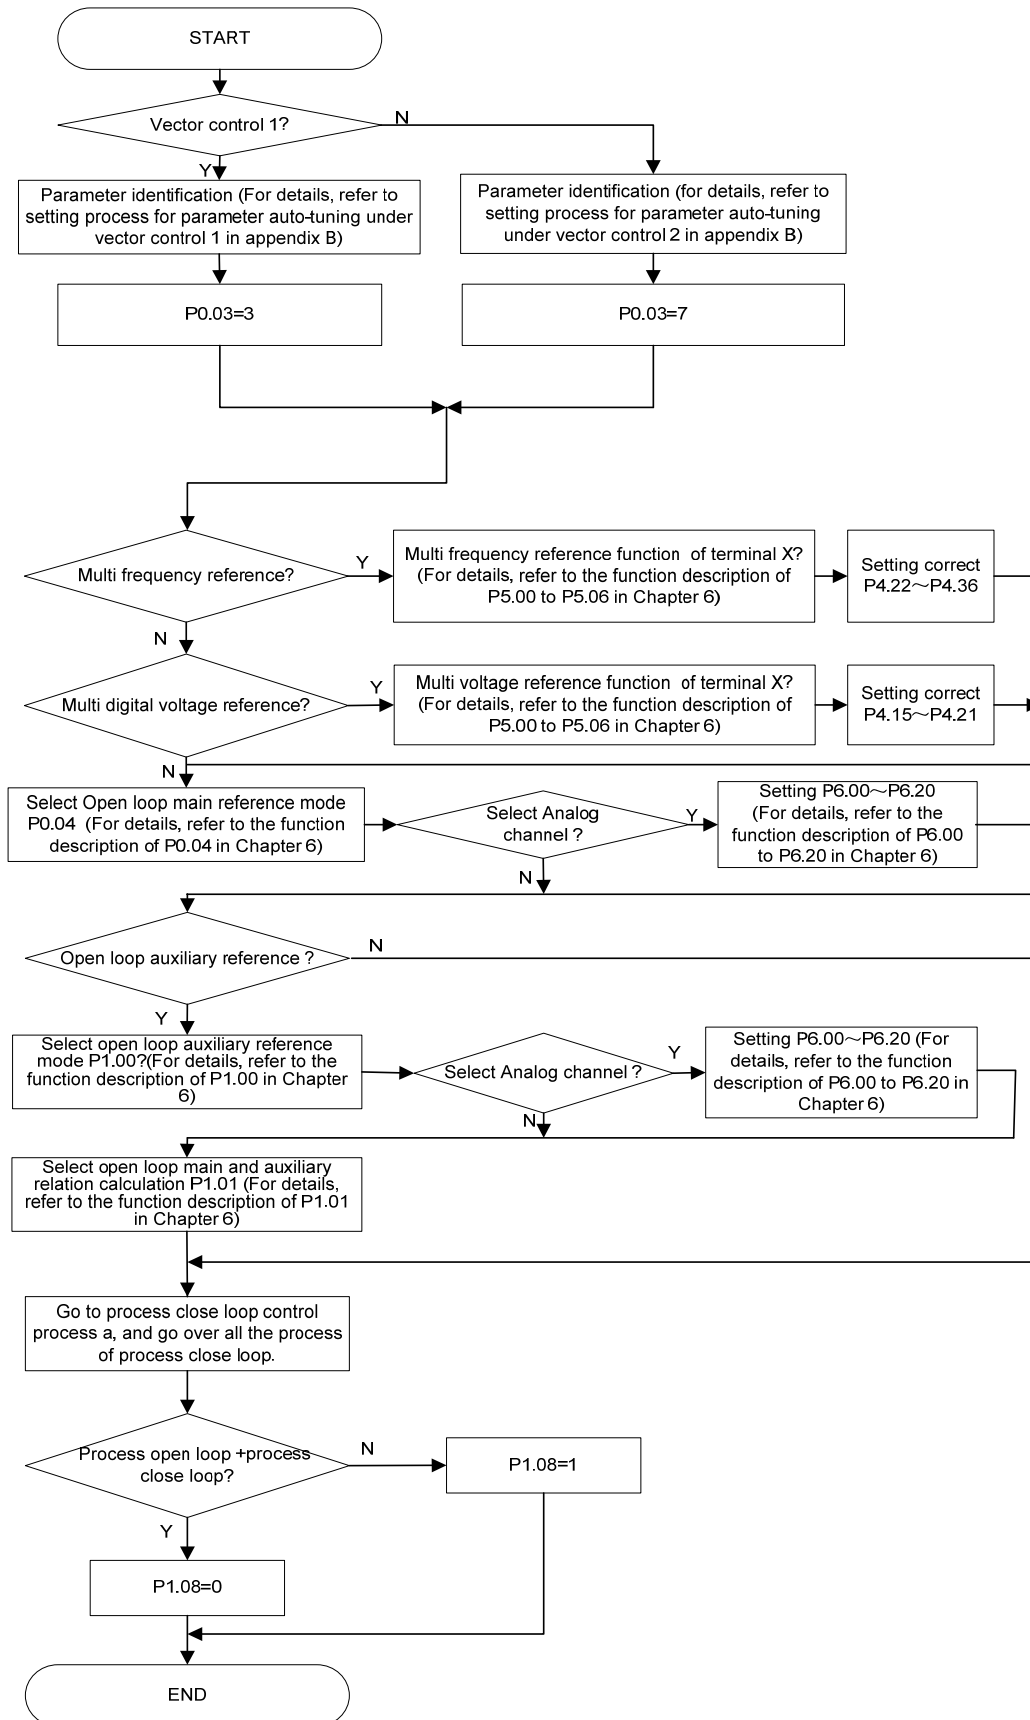 START
Vector control 1?
N
Y
Parameter identification (For details, refer to
setting process for parameter auto-tuning under
vector control 1 in appendix B)
Parameter identification (for details, refer to
setting process for parameter auto-tuning
under vector control 2 in appendix B)
P0.03=3
P0.03=7
Multi frequency reference?
Y
Multi frequency reference function of terminal X?
(For details, refer to the function description of
P5.00 to P5.06 in Chapter 6)
Setting correct
P4.22～P4.36
N
Multi digital voltage reference?
Y
Multi voltage reference function of terminal X?
(For details, refer to the function description of
P5.00 to P5.06 in Chapter 6)
Setting correct
P4.15～P4.21
N
Select Open loop main reference mode
P0.04 (For details, refer to the function
description of P0.04 in Chapter 6)
Select Analog
channel ?
Y
Setting P6.00～P6.20
(For details, refer to the
function description of P6.00
to P6.20 in Chapter 6)
N
Open loop auxiliary reference ?
N
Y
Select open loop auxiliary reference
mode P1.00?(For details, refer to the
function description of P1.00 in Chapter
6)
Select Analog channel ?
Y
Setting P6.00～P6.20 (For
details, refer to the function
description of P6.00 to P6.20 in
Chapter 6)
N
Select open loop main and auxiliary
relation calculation P1.01 (For details,
refer to the function description of P1.01
in Chapter 6)
Go to process close loop control
process a, and go over all the process
of process close loop.
Process open loop +process
close loop?
N
P1.08=1
Y
P1.08=0
END